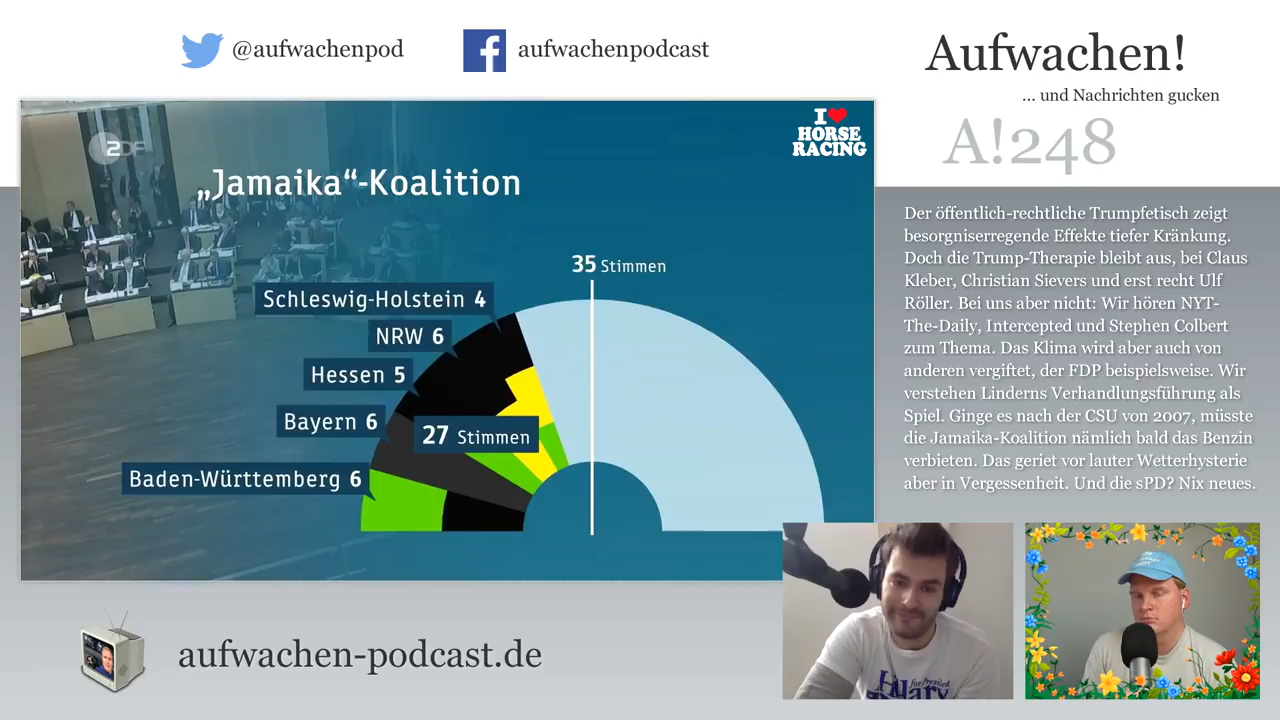 @aufwachenpod
aufwachenpodcast
Aufwachen!
... und Nachrichten gucken
A!248
ZDF
I
HORSE
RACING
„Jamaika“-Koalition
35 Stimmen
Schleswig-Holstein 4
NRW 6
Hessen 5
Bayern 6
27 Stimmen
Baden-Württemberg 6
Der öffentlich-rechtliche Trumpfetisch zeigt
besorgniserregende Effekte tiefer Kränkung.
Doch die Trump-Therapie bleibt aus, bei Claus
Kleber, Christian Sievers und erst recht Ulf
Röller. Bei uns aber nicht: Wir hören NYT-
The-Daily, Intercepted und Stephen Colbert
zum Thema. Das Klima wird aber auch von
anderen vergiftet, der FDP beispielsweise. Wir
verstehen Linderns Verhandlungsführung als
Spiel. Ginge es nach der CSU von 2007, müsste
die Jamaika-Koalition nämlich bald das Benzin
verbieten. Das geriet vor lauter Wetterhysterie
aber in Vergessenheit. Und die sPD? Nix neues.
aufwachen-podcast.de